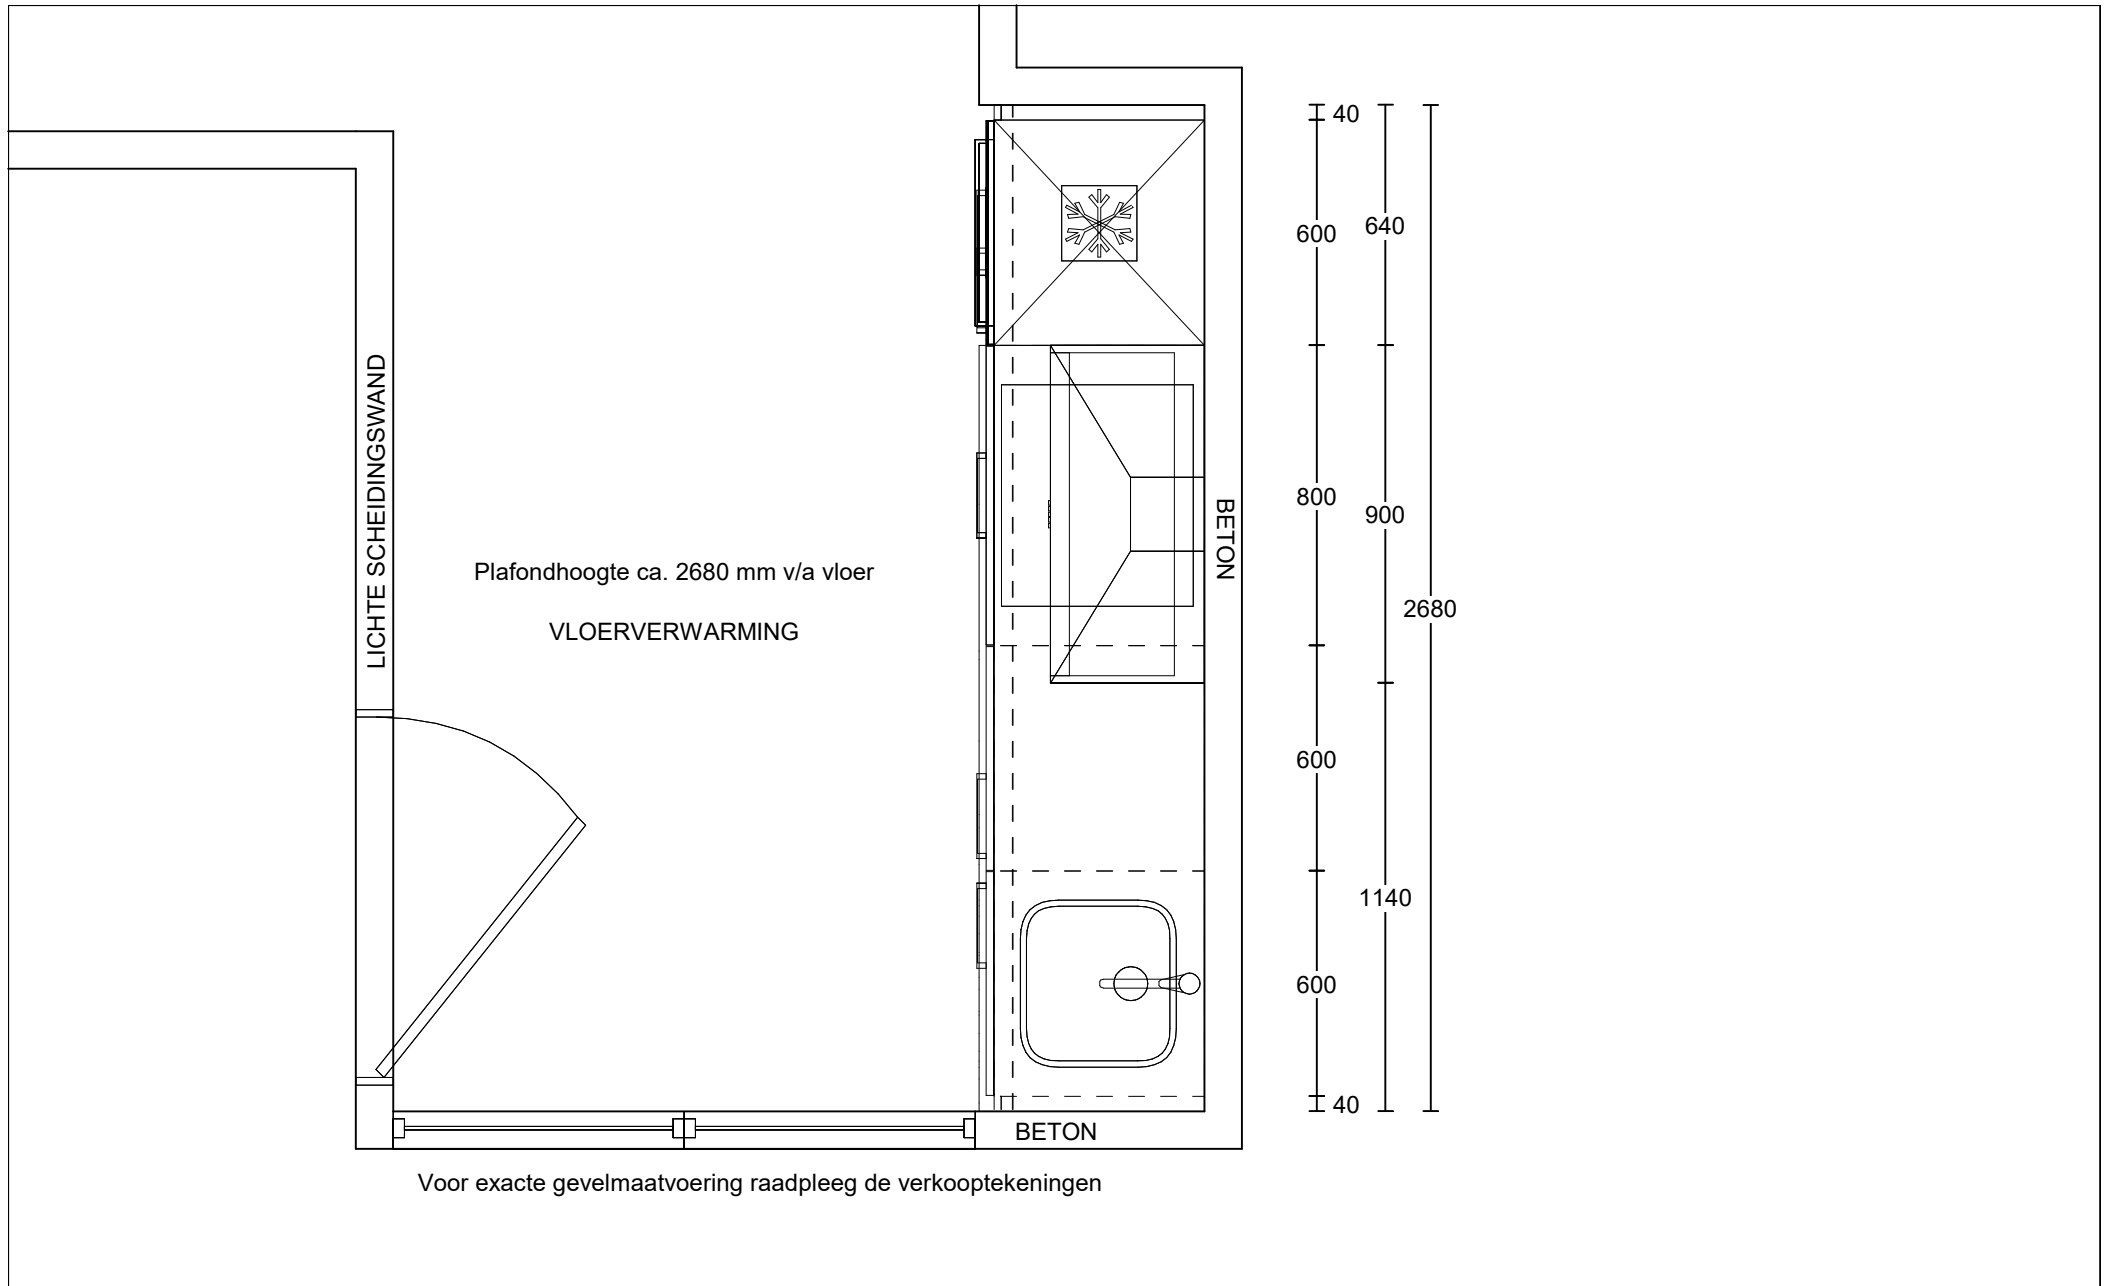 40
600
640
LICHTE SCHEIDINGSWAND
800
900
BETON
Plafondhoogte ca. 2680 mm v/a vloer
2680
VLOERVERWARMING
600
1140
600
40
BETON
Voor exacte gevelmaatvoering raadpleeg de verkooptekeningen